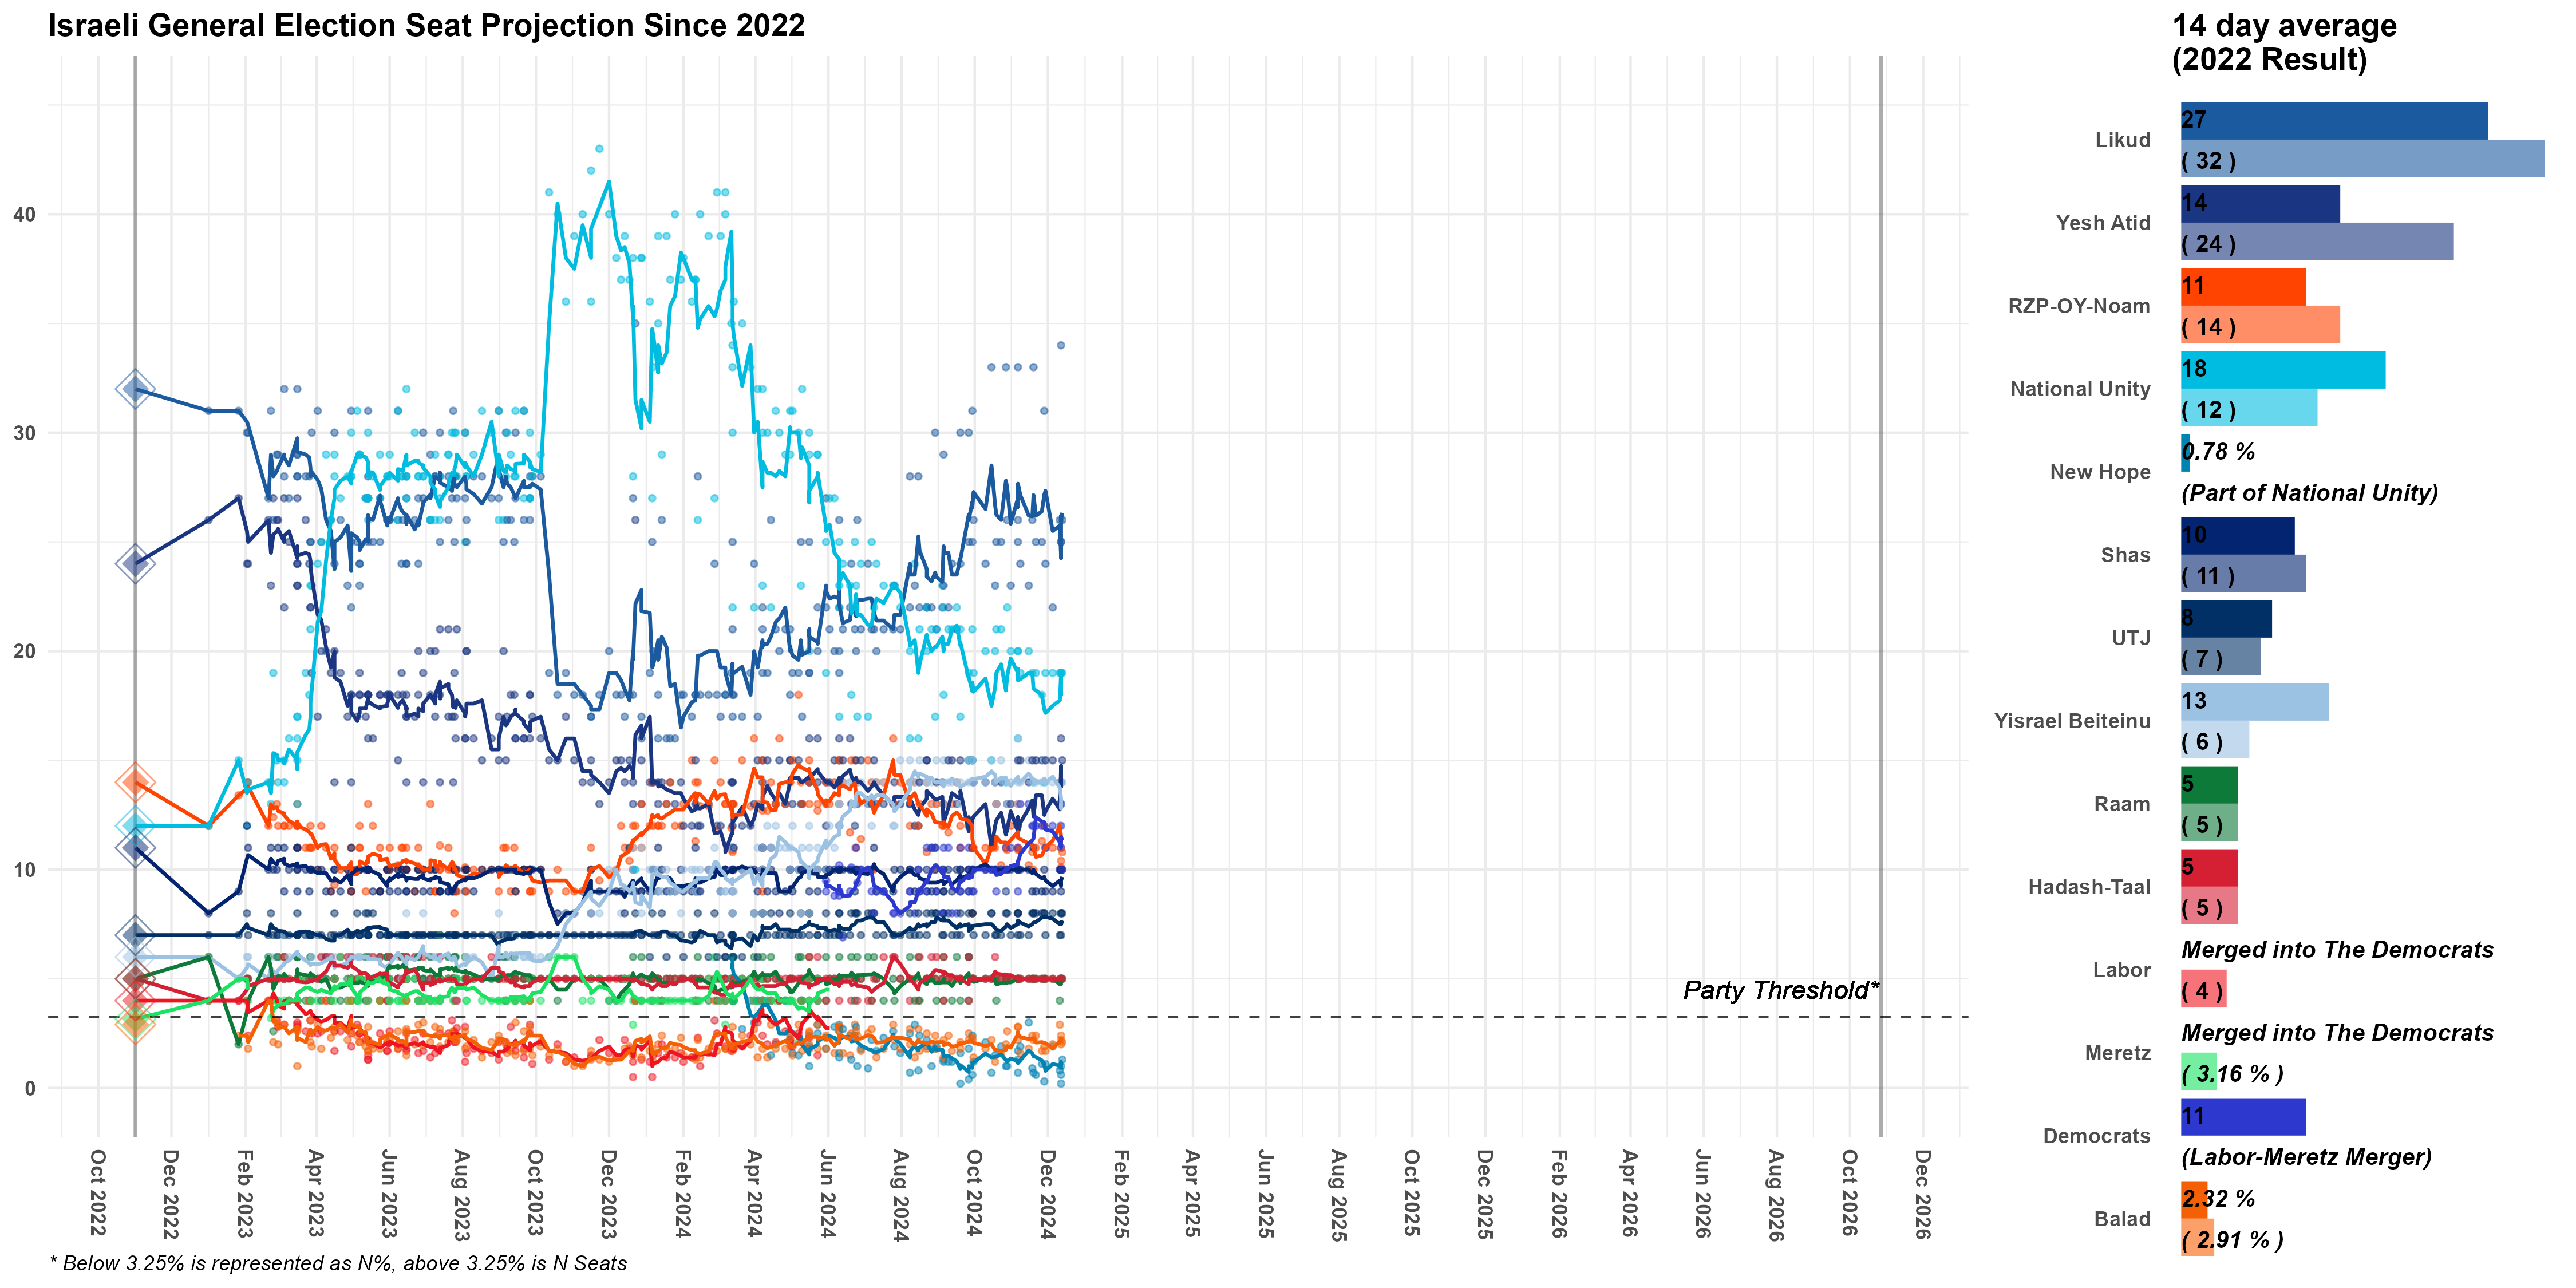 Israeli General Election Seat Projection Since 2022
14 day average
(2022 Result)
40
30
20
10
0
Party Threshold*
Oct 2022
Dec 2022
Feb 2023
Apr 2023
Jun 2023
Aug 2023
Oct 2023
Dec 2023
Feb 2024
Apr 2024
Jun 2024
Aug 2024
Oct 2024
Dec 2024
Feb 2025
Apr 2025
Jun 2025
Aug 2025
Oct 2025
Dec 2025
Feb 2026
Apr 2026
Jun 2026
Aug 2026
Oct 2026
Dec 2026
* Below 3.25% is represented as N%, above 3.25% is N Seats
Likud
27
( 32 )
Yesh Atid
14
( 24 )
RZP-OY-Noam
11
( 14 )
National Unity
18
( 12 )
New Hope
0.78 %
(Part of National Unity)
Shas
10
( 11 )
UTJ
8
( 7 )
Yisrael Beiteinu
13
( 6 )
Raam
5
( 5 )
Hadash-Taal
5
( 5 )
Labor
Merged into The Democrats
( 4 )
Meretz
Merged into The Democrats
( 3.16 % )
Democrats
11
(Labor-Meretz Merger)
Balad
2.32 %
( 2.91 % )